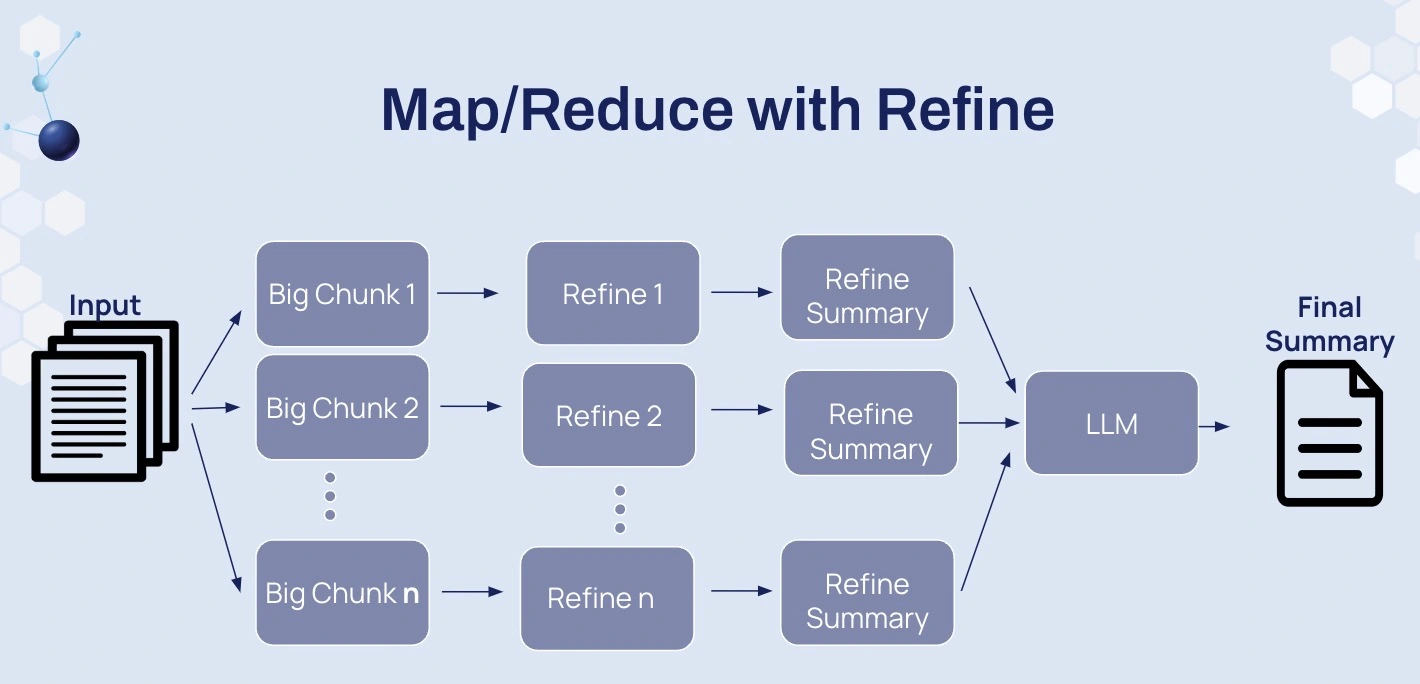 Map/Reduce with Refine
Input
Big Chunk 1
Refine 1
Refine
Summary
Big Chunk 2
Refine 2
Refine
Summary
Big Chunk n
Refine n
Refine
Summary
LLM
Final
Summary